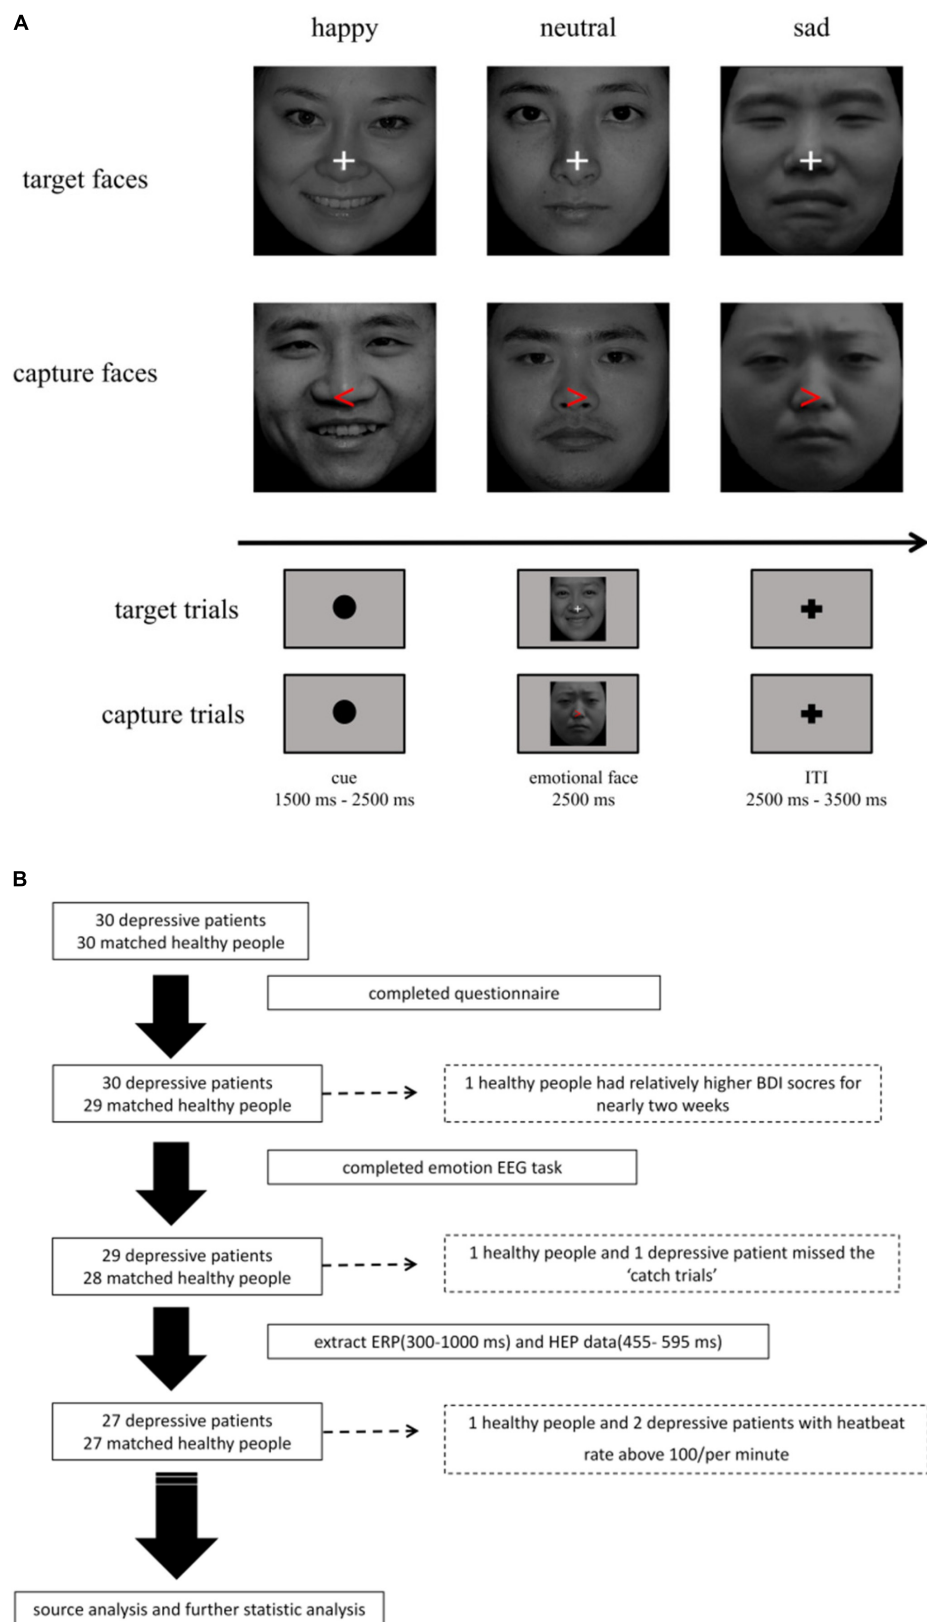 A
happy neutral sad
target faces
+ + +
capture faces
< > >
target trials
capture trials
cue emotional face ITI
1500 ms - 2500 ms 2500 ms 2500 ms - 3500 ms
B
30 depressive patients
30 matched healthy people
completed questionnaire
30 depressive patients
29 matched healthy people
1 healthy people had relatively higher BDI socres for
nearly two weeks
completed emotion EEG task
29 depressive patients
28 matched healthy people
1 healthy people and 1 depressive patient missed the
‘catch trials’
extract ERP(300-1000 ms) and HEP data(455- 595 ms)
27 depressive patients
27 matched healthy people
1 healthy people and 2 depressive patients with heatbeat
rate above 100/per minute
source analysis and further statistic analysis